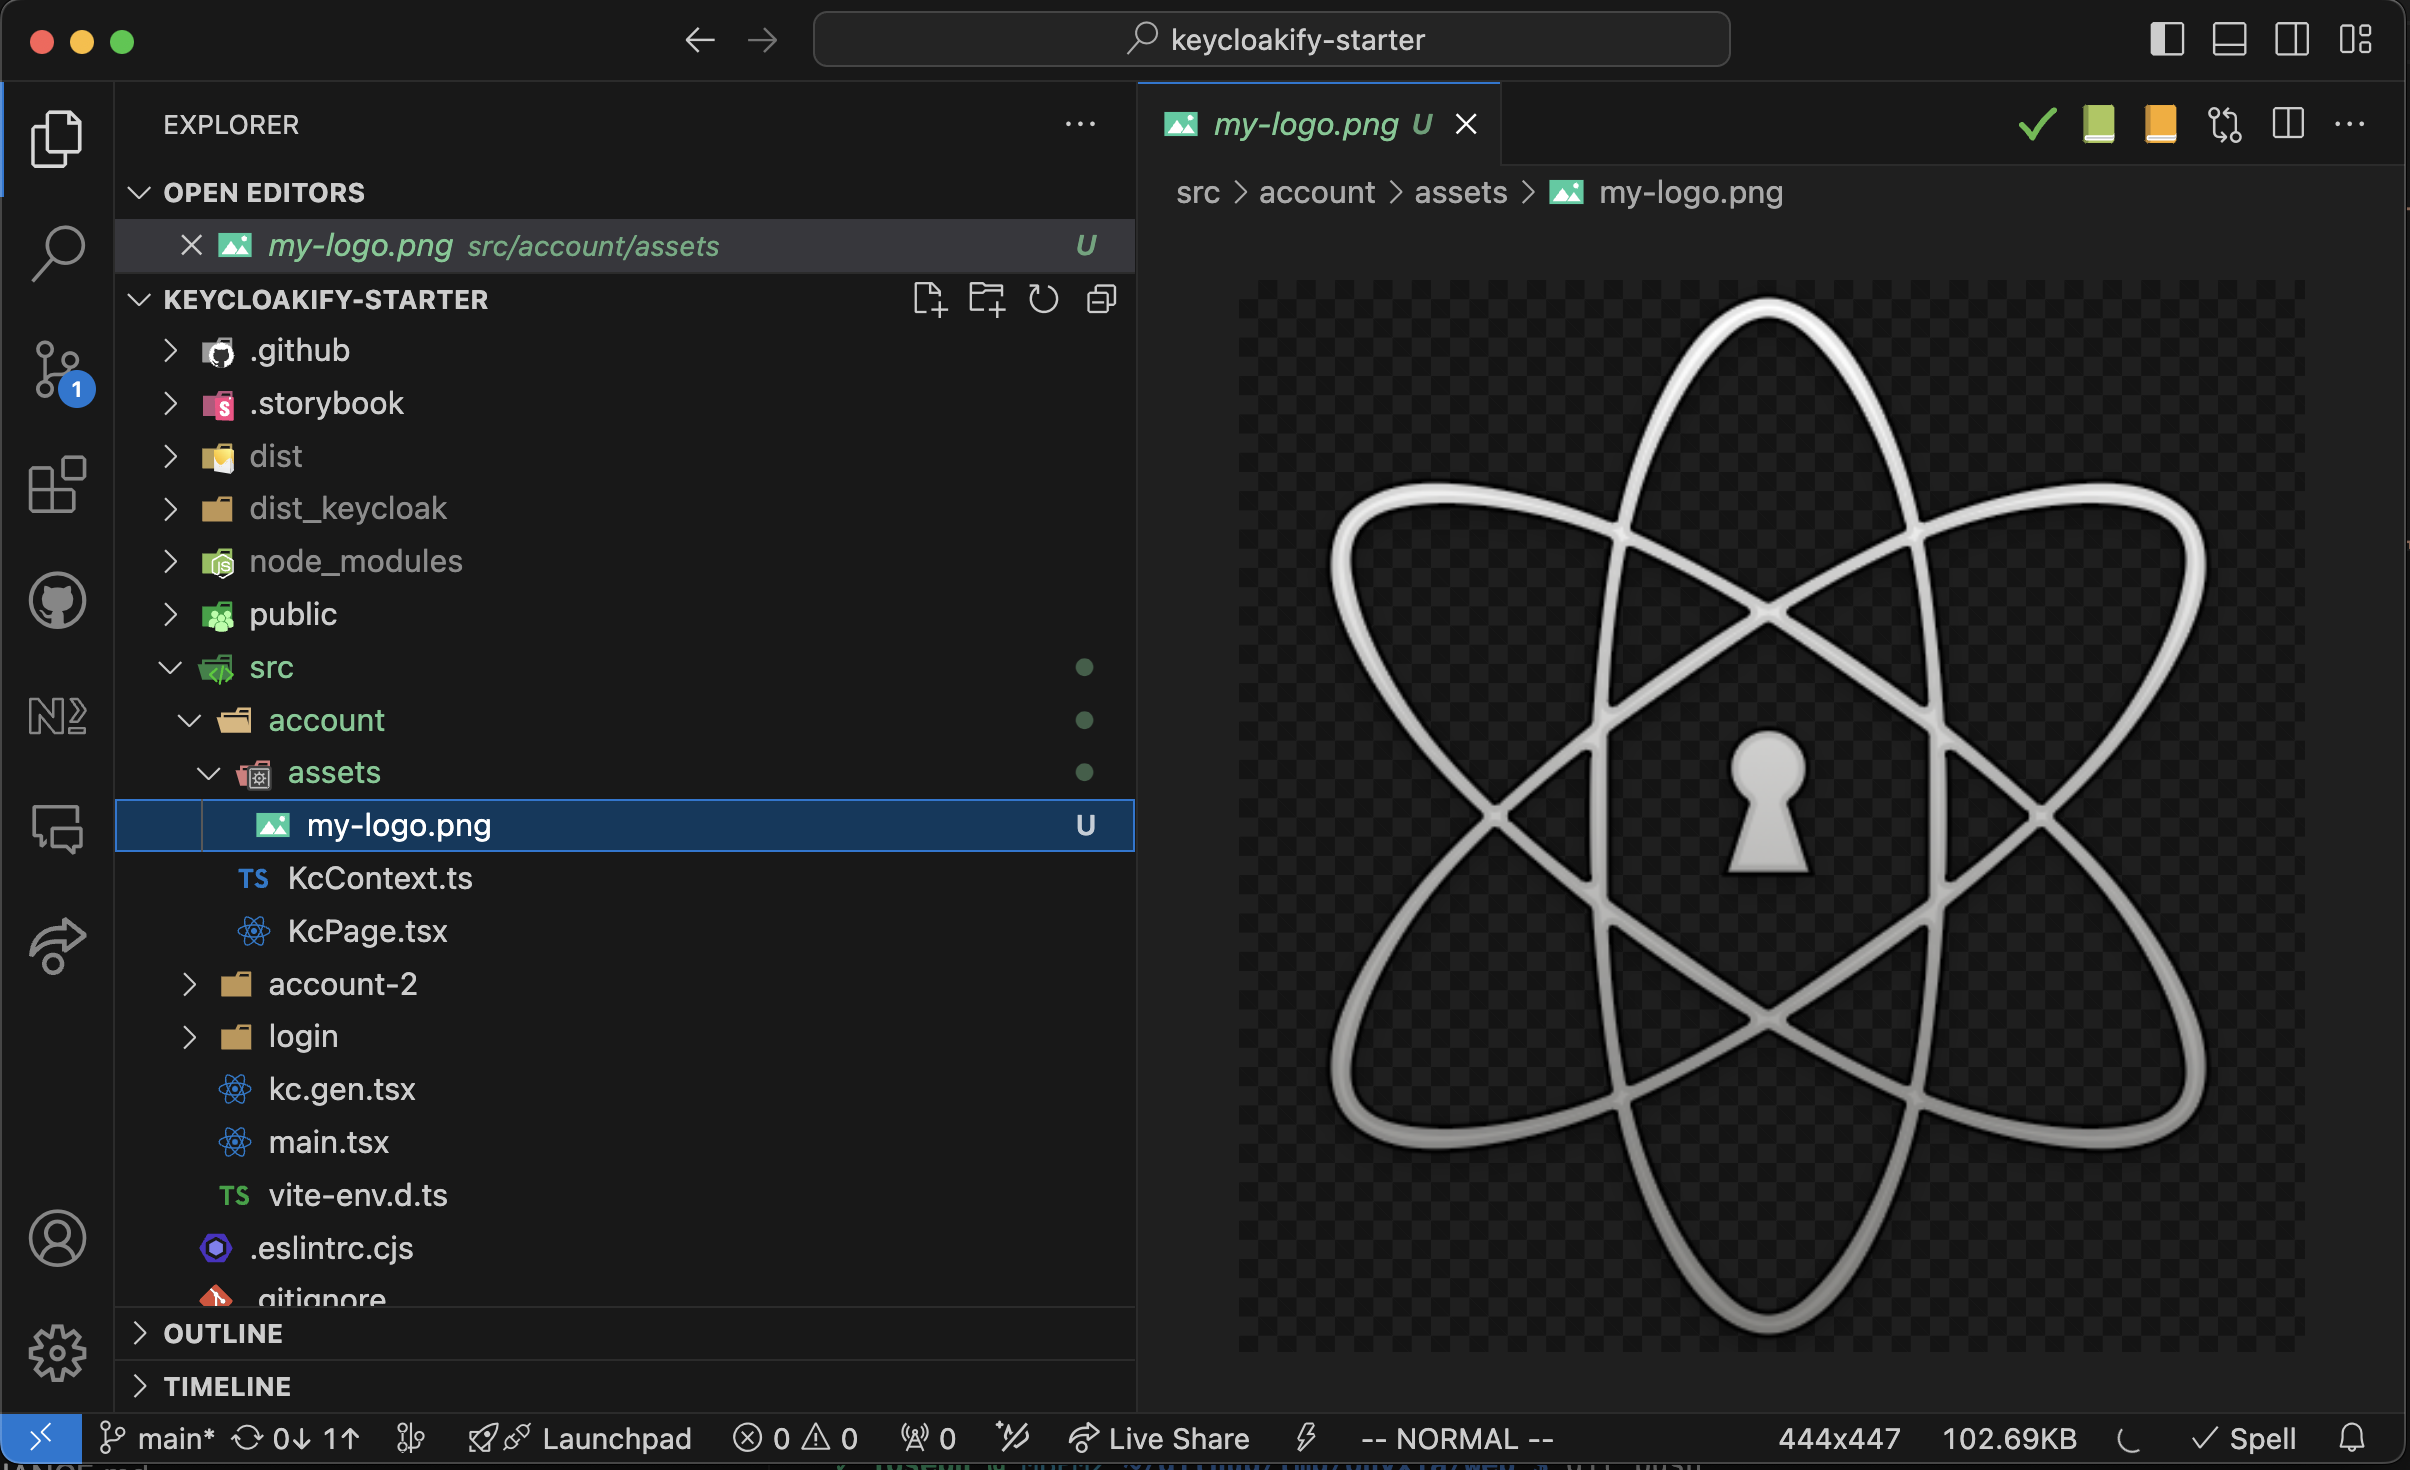 keycloakify-starter
EXPLORER
OPEN EDITORS
my-logo.png src/account/assets U
KEYCLOAKIFY-STARTER
.github
.storybook
dist
dist_keycloak
node_modules
public
src
account
assets
my-logo.png U
TS KcContext.ts
KcPage.tsx
account-2
login
kc.gen.tsx
main.tsx
TS vite-env.d.ts
.eslintrc.cjs
.gitignore
OUTLINE
TIMELINE
1
my-logo.png U
src > account > assets > my-logo.png
main* 0↓ 1↑ Launchpad 0 0 0 Live Share -- NORMAL -- 444x447 102.69KB Spell